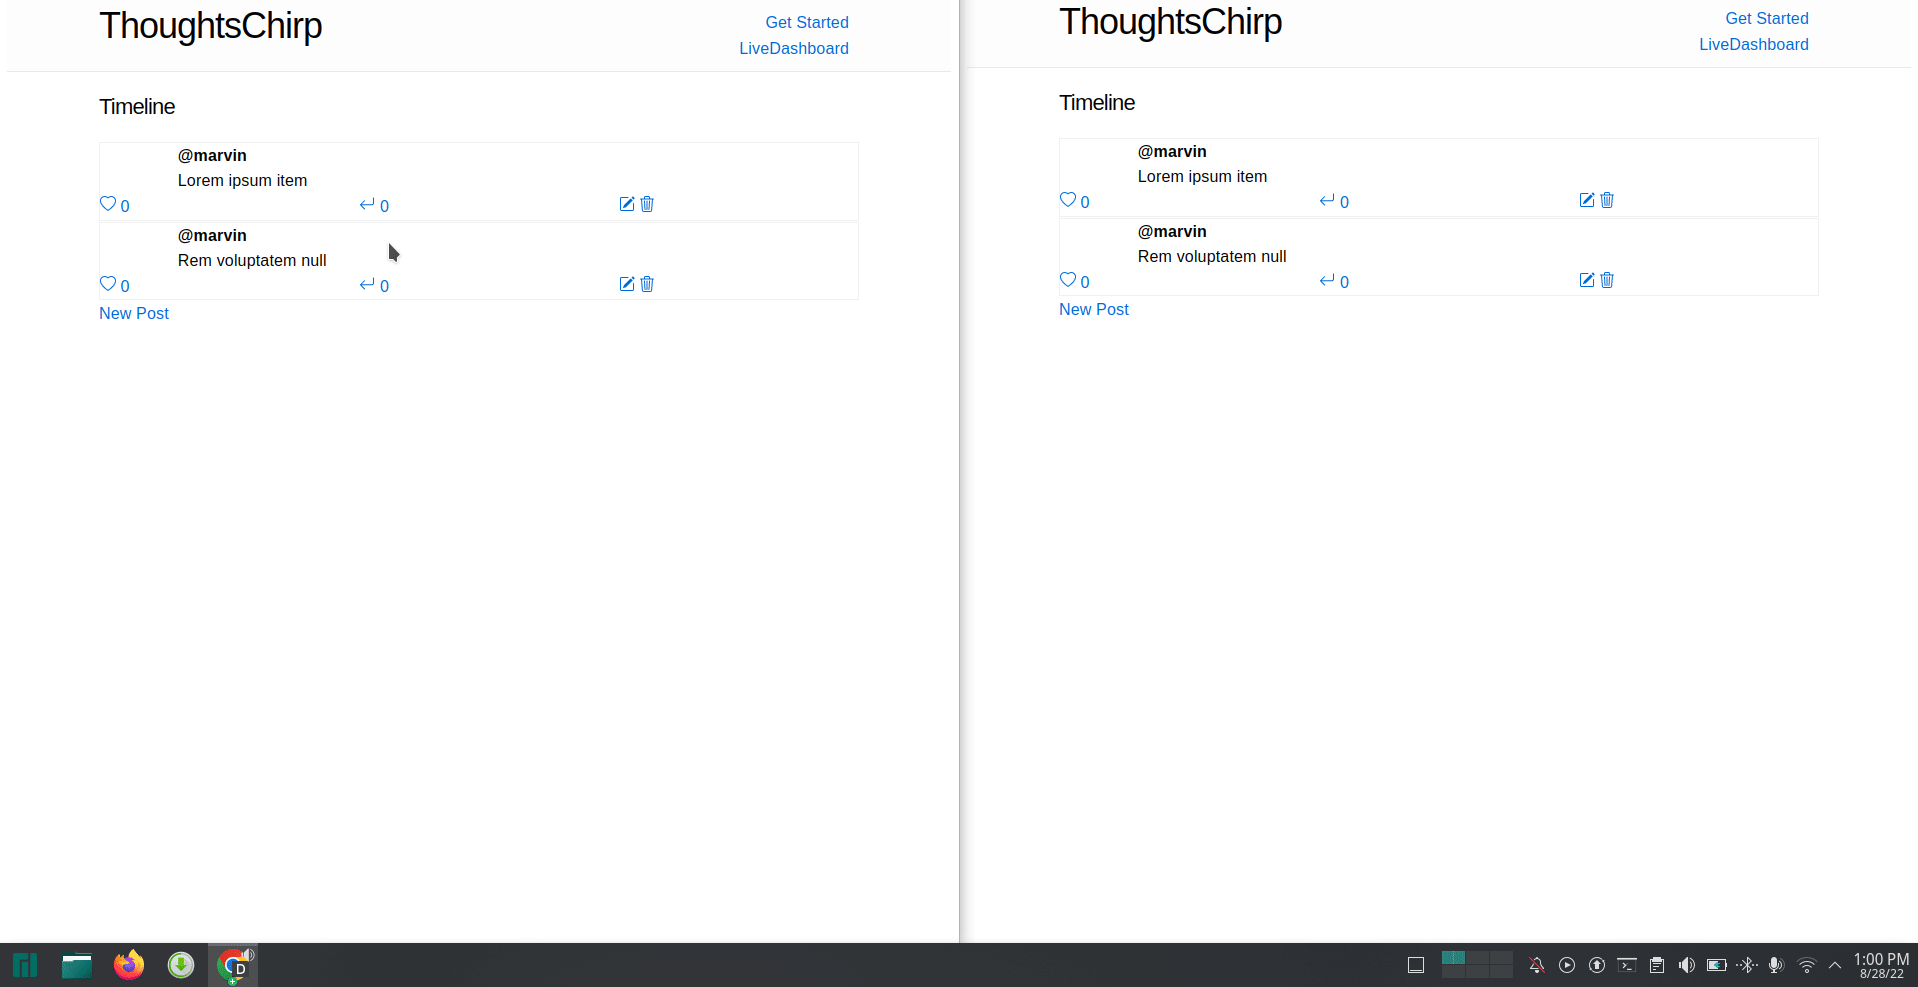 ThoughtsChirp
Get Started
LiveDashboard
Timeline
@marvin
Lorem ipsum item
0 0
@marvin
Rem voluptatem null
0 0
New Post
ThoughtsChirp
Get Started
LiveDashboard
Timeline
@marvin
Lorem ipsum item
0 0
@marvin
Rem voluptatem null
0 0
New Post
D
1:00 PM
8/28/22